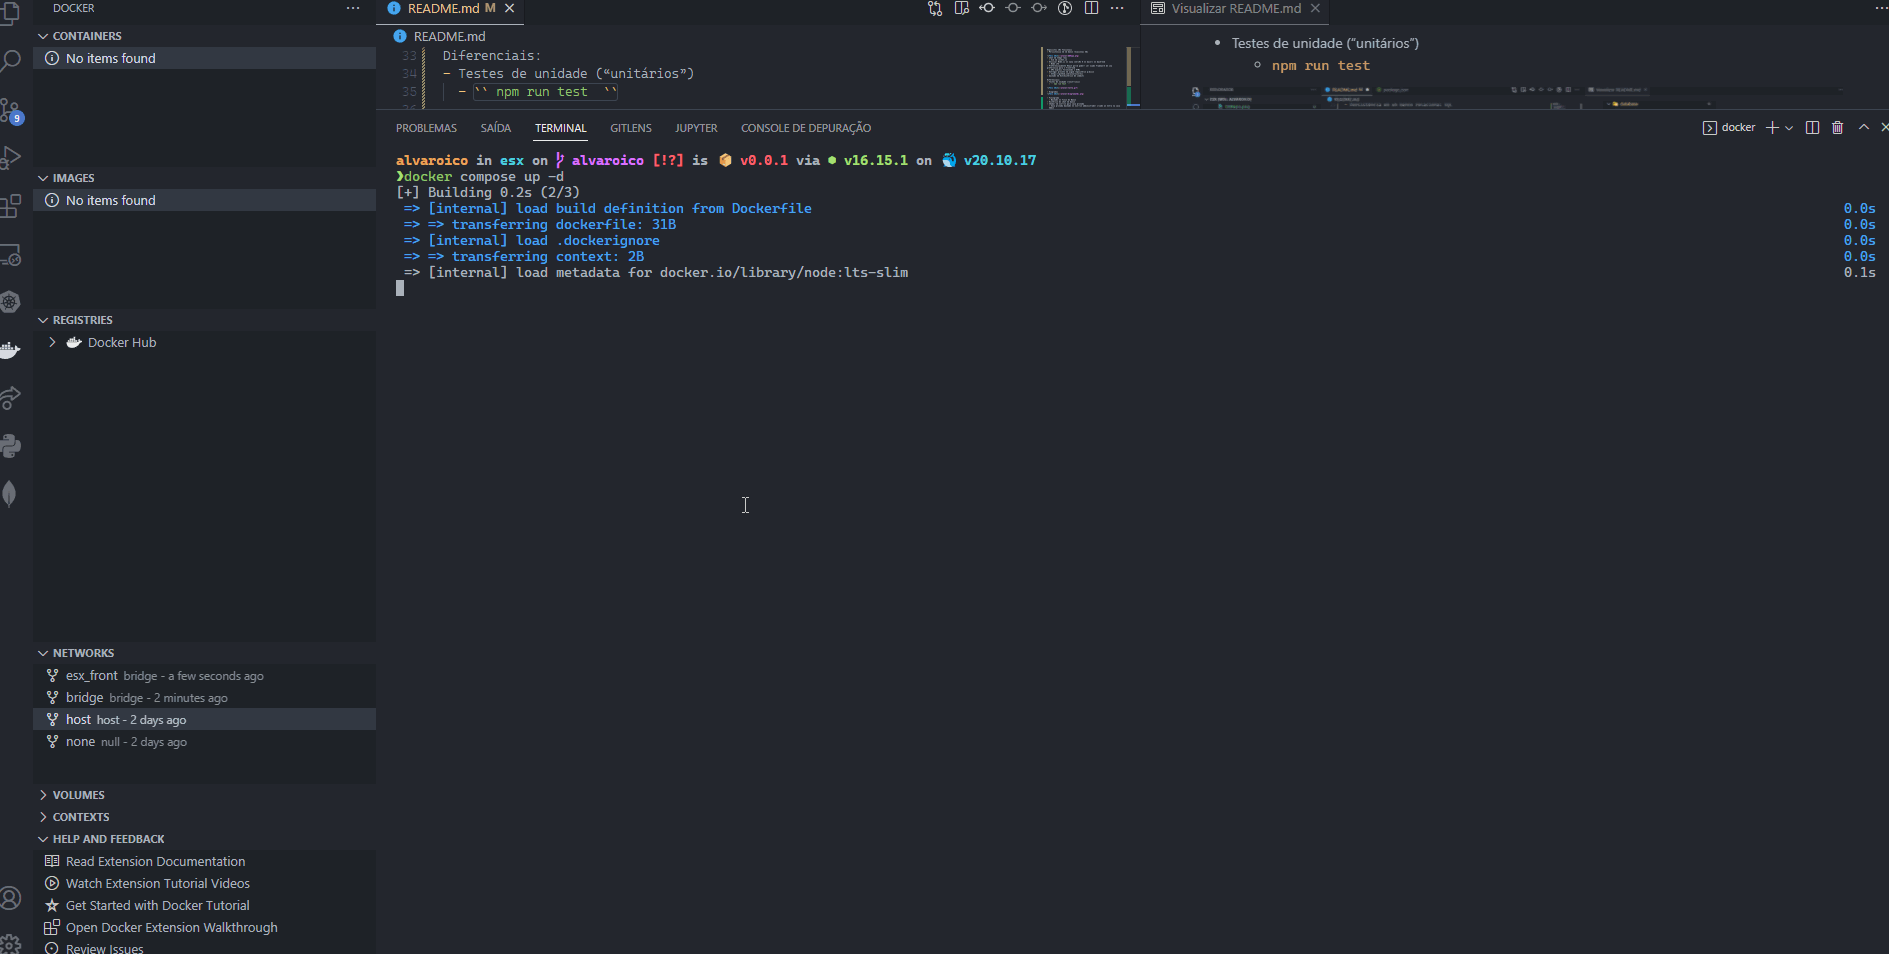 DOCKER
CONTAINERS
No items found
IMAGES
No items found
REGISTRIES
Docker Hub
NETWORKS
esx_front bridge - a few seconds ago
bridge bridge - 2 minutes ago
host host - 2 days ago
none null - 2 days ago
VOLUMES
CONTEXTS
HELP AND FEEDBACK
Read Extension Documentation
Watch Extension Tutorial Videos
Get Started with Docker Tutorial
Open Docker Extension Walkthrough
Review Issues
9
README.md M
README.md
33 Diferenciais:
34 - Testes de unidade (“unitários”)
35 - `` npm run test ``
Visualizar README.md
• Testes de unidade (“unitários”)
npm run test
PROBLEMAS SAÍDA TERMINAL GITLENS JUPYTER CONSOLE DE DEPURAÇÃO
docker
alvaroico in esx on alvaroico [!?] is 📦 v0.0.1 via v16.15.1 on 🐳 v20.10.17
❯docker compose up -d
[+] Building 0.2s (2/3)
=> [internal] load build definition from Dockerfile 0.0s
=> => transferring dockerfile: 31B 0.0s
=> [internal] load .dockerignore 0.0s
=> => transferring context: 2B 0.0s
=> [internal] load metadata for docker.io/library/node:lts-slim 0.1s